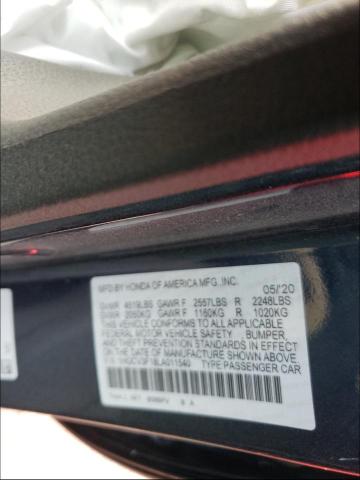 MFD BY HONDA OF AMERICA MFG., INC. 05/'20
GVWR 4619LBS GAWR F 2557LBS R 2248LBS
GVWR 2095KG GAWR F 1160KG R 1020KG
THIS VEHICLE CONFORMS TO ALL APPLICABLE
FEDERAL MOTOR VEHICLE SAFETY, BUMPER,
AND THEFT PREVENTION STANDARDS IN EFFECT
ON THE DATE OF MANUFACTURE SHOWN ABOVE.
TYPE PASSENGER CAR